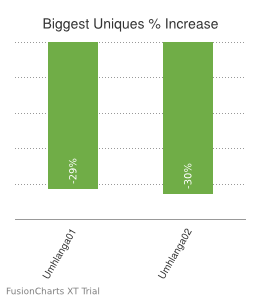 Biggest Uniques % Increase
-29%
-30%
Umhlanga01
Umhlanga02
FusionCharts XT Trial